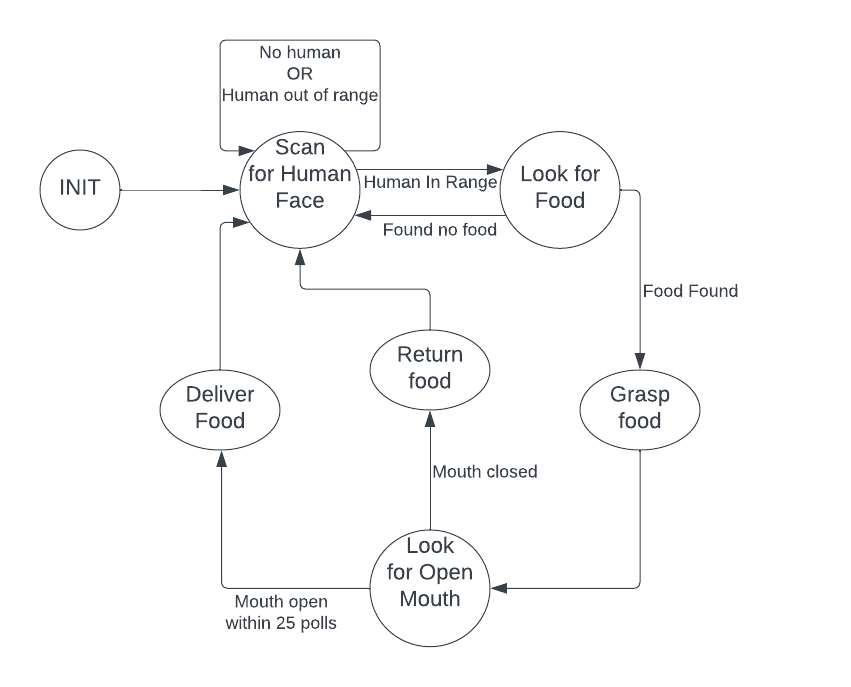 No human
OR
Human out of range
INIT
Scan
for Human
Face
Human In Range
Found no food
Look for
Food
Food Found
Deliver
Food
Return
food
Grasp
food
Mouth closed
Look
for Open
Mouth
Mouth open
within 25 polls